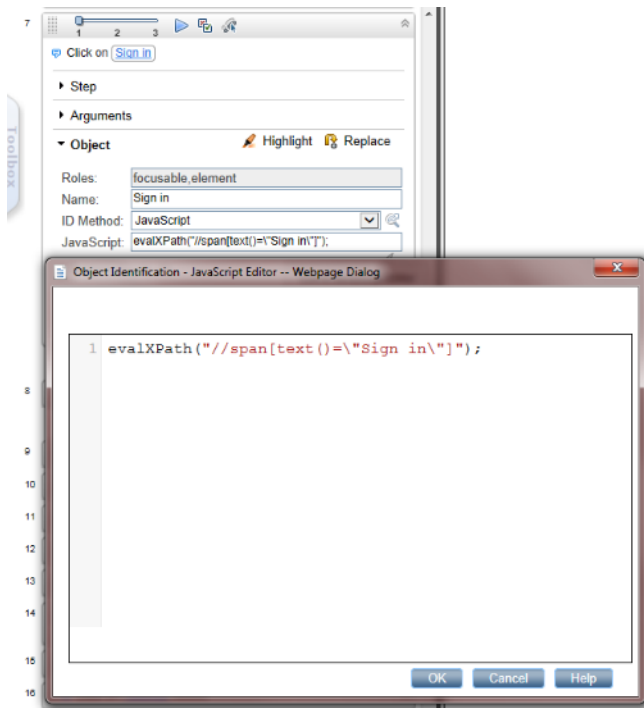 7
1 2 3
Click on Sign in
Step
Arguments
Object Highlight Replace
Toolbox
Roles: focusable,element
Name: Sign in
ID Method: JavaScript
JavaScript: evalXPath("//span[text()=\"Sign in\"]");
Object Identification - JavaScript Editor -- Webpage Dialog
1 evalXPath("//span[text()=\"Sign in\"]");
8
9
10
11
12
13
14
15
16
OK Cancel Help